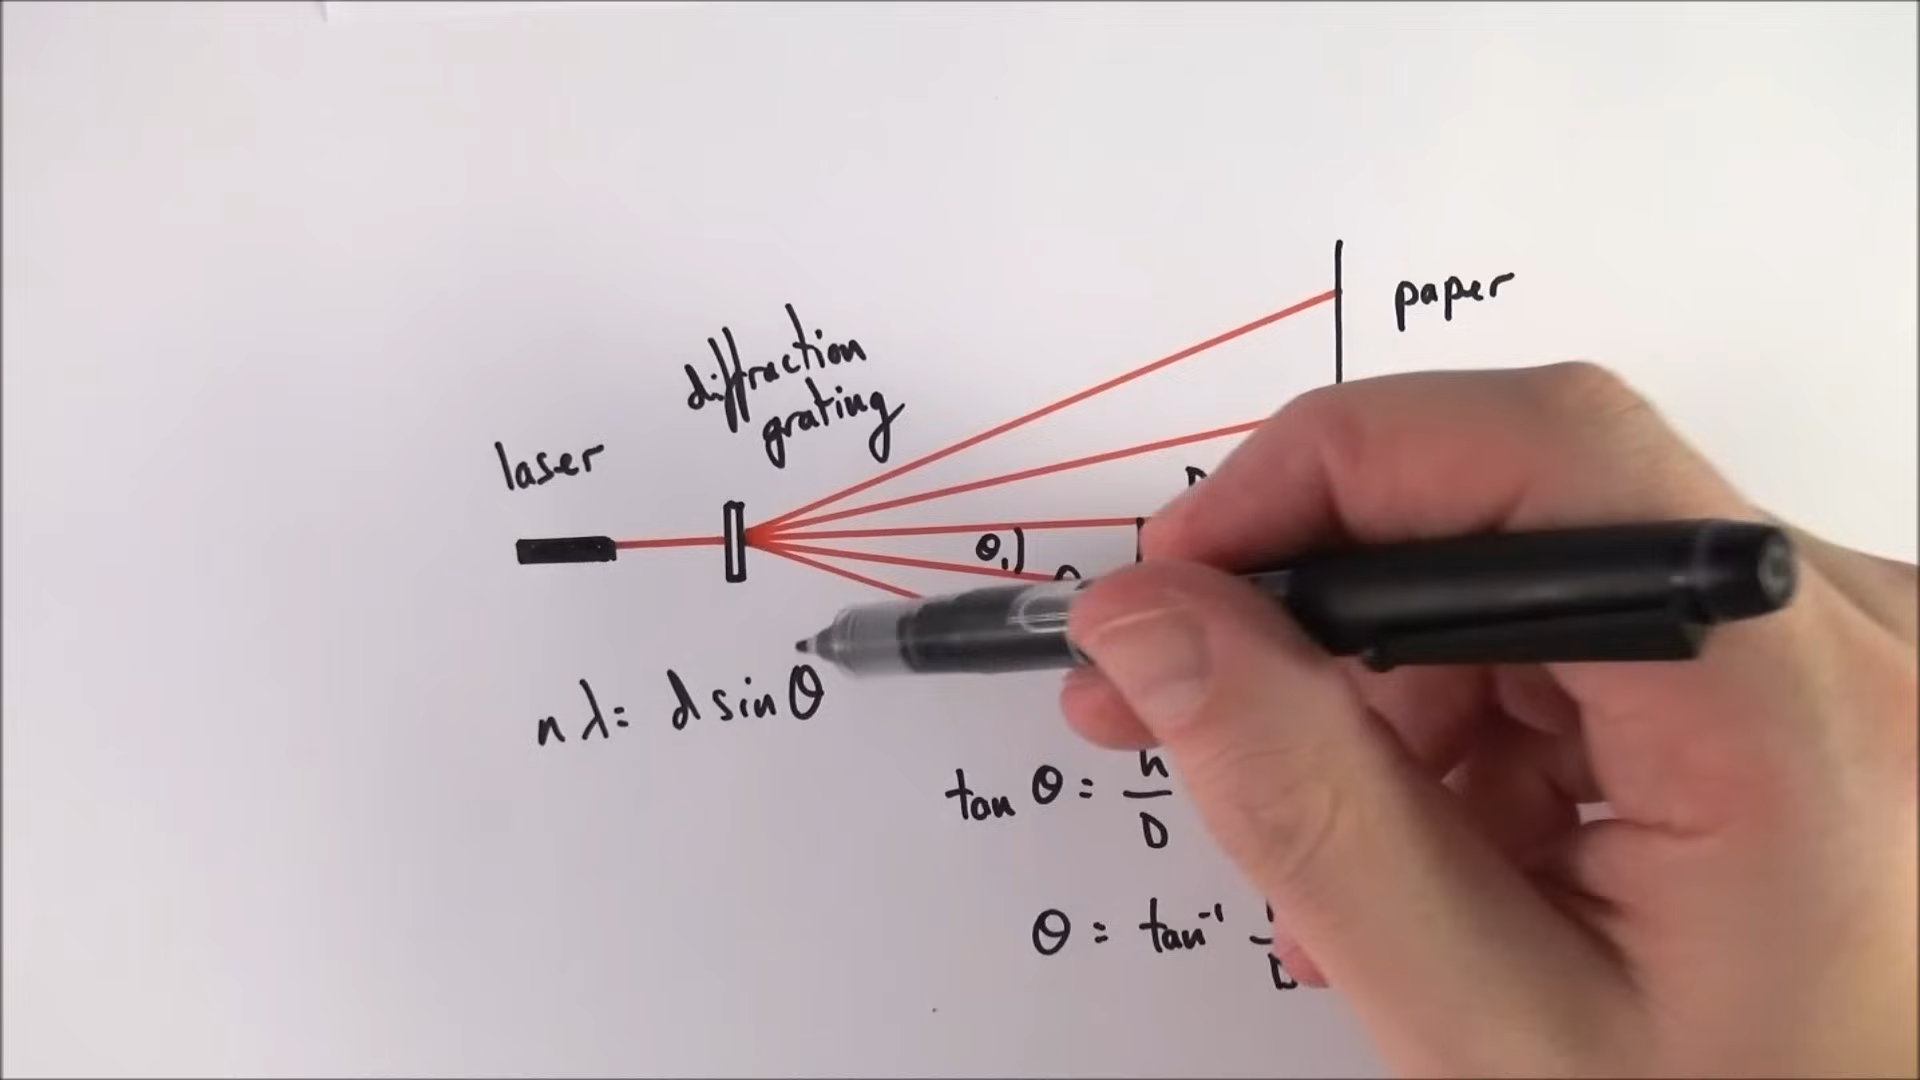 paper
diffraction
grating
laser
θ₁
nλ = d sin θ
tan θ = h/D
θ = tan⁻¹